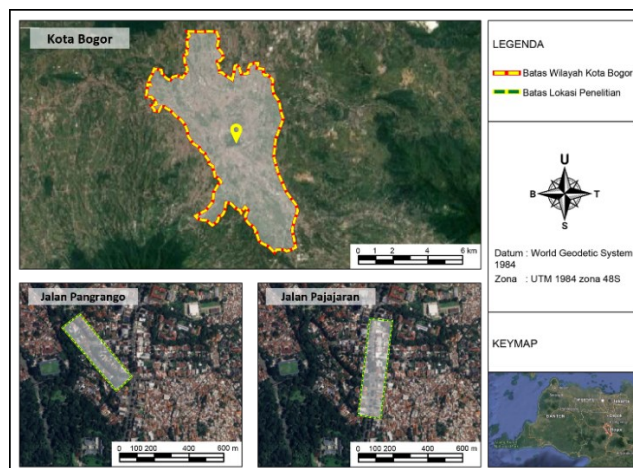 Kota Bogor
0 1 2 4 6 km
Jalan Pangrango
0 100 200 400 600 m
Jalan Pajajaran
0 100 200 400 600 m
LEGENDA
Batas Wilayah Kota Bogor
Batas Lokasi Penelitian
U
B T
S
Datum : World Geodetic System
1984
Zona : UTM 1984 zona 48S
KEYMAP
BANTEN